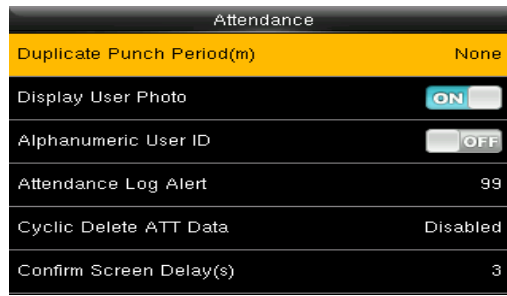 Attendance
Duplicate Punch Period(m) None
Display User Photo ON
Alphanumeric User ID OFF
Attendance Log Alert 99
Cyclic Delete ATT Data Disabled
Confirm Screen Delay(s) 3